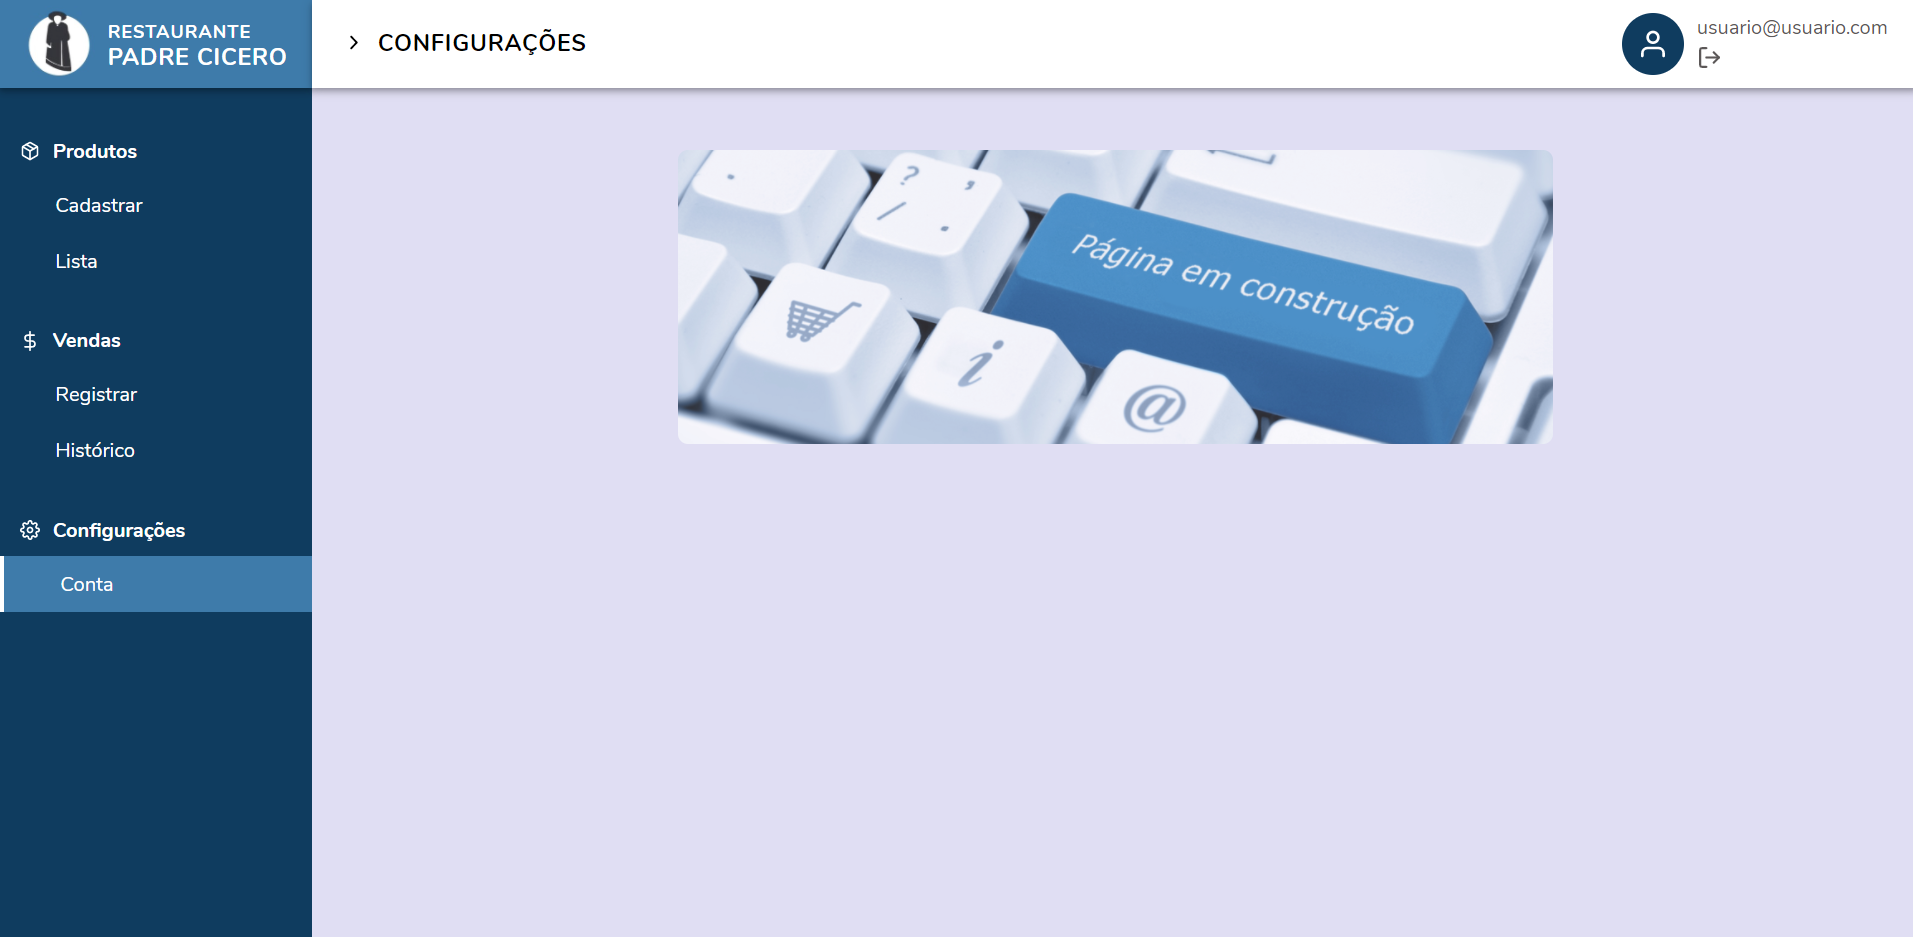 RESTAURANTE
PADRE CICERO
CONFIGURAÇÕES
usuario@usuario.com
Produtos
Cadastrar
Lista
Vendas
Registrar
Histórico
Configurações
Conta
? ,
/ .
.
Página em construção
i
@